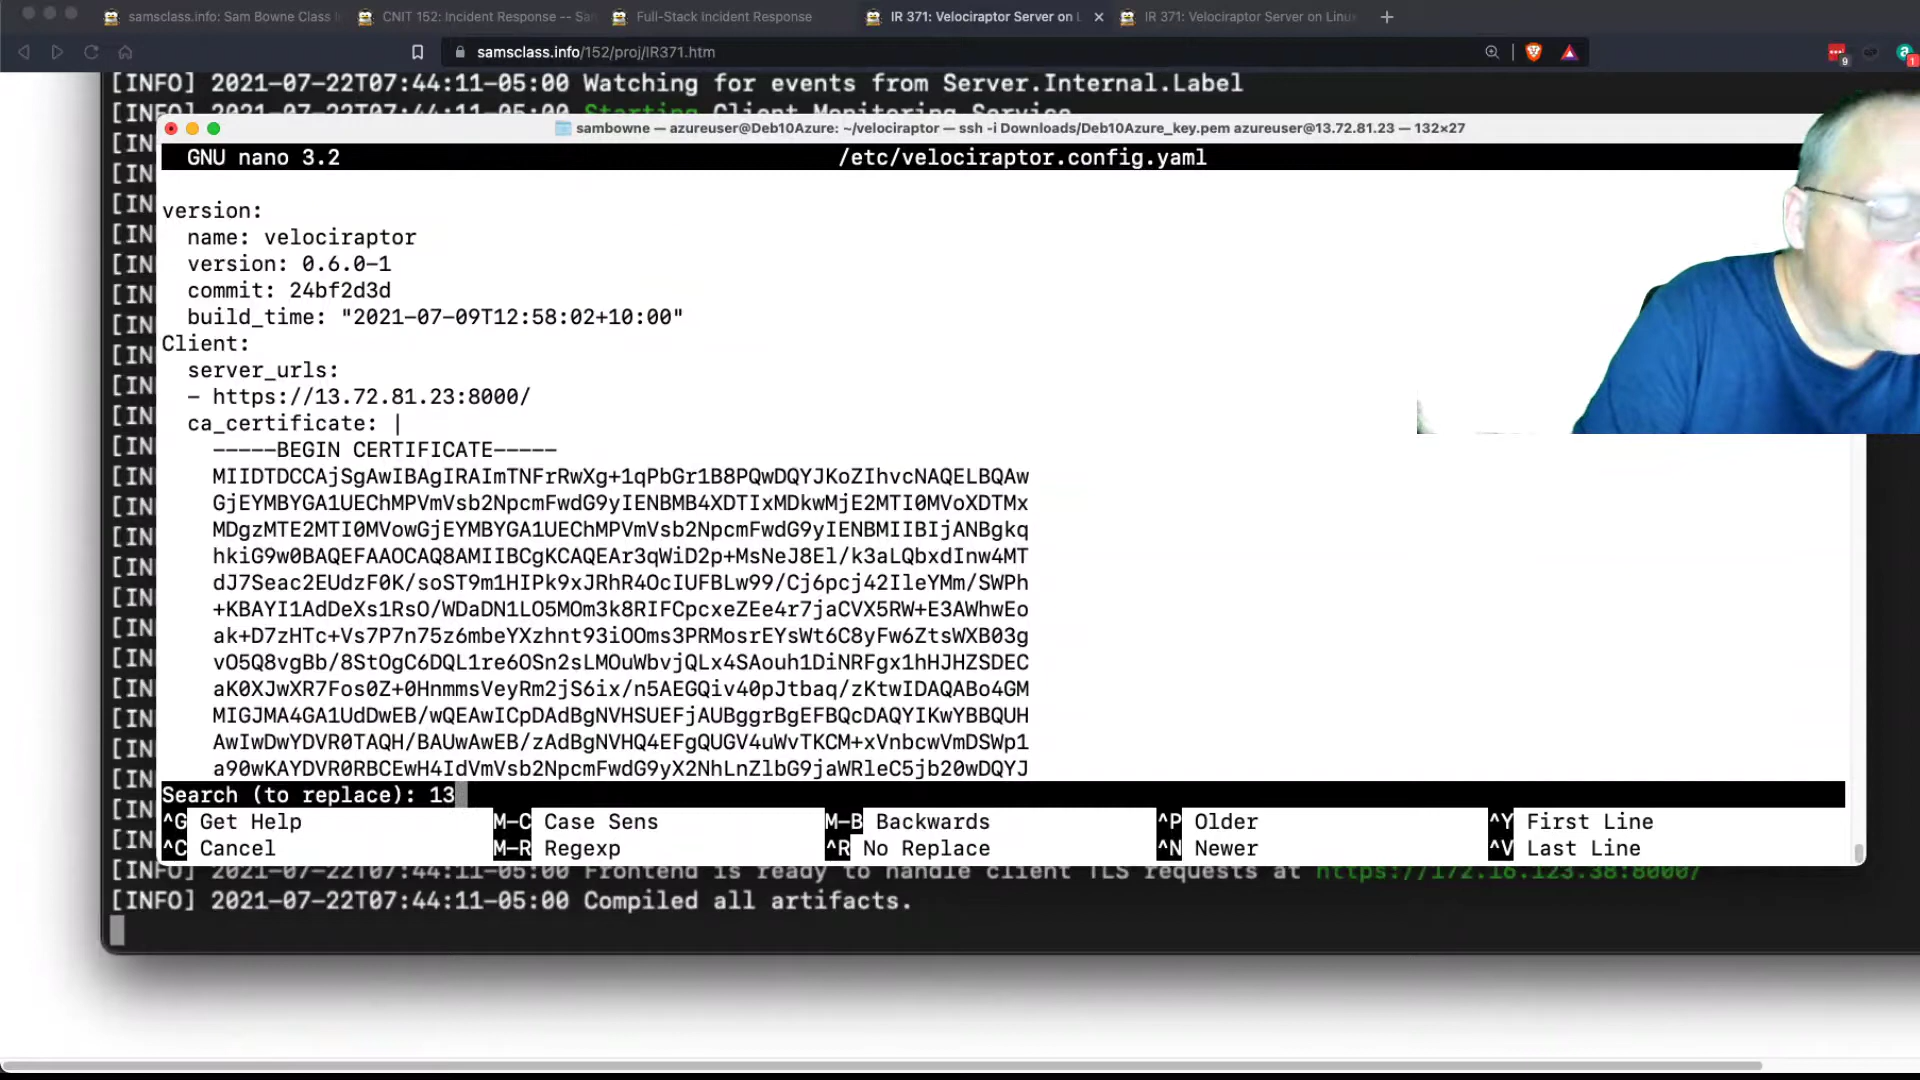 samsclass.info: Sam Bowne Class I
CNIT 152: Incident Response -- Sa
Full-Stack Incident Response
IR 371: Velociraptor Server on L
IR 371: Velociraptor Server on Linu
samsclass.info/152/proj/IR371.htm
9
1
[INFO] 2021-07-22T07:44:11-05:00 Watching for events from Server.Internal.Label
Starting Client Monitoring Service
sambowne — azureuser@Deb10Azure: ~/velociraptor — ssh -i Downloads/Deb10Azure_key.pem azureuser@13.72.81.23 — 132×27
GNU nano 3.2 /etc/velociraptor.config.yaml
version:
name: velociraptor
version: 0.6.0-1
commit: 24bf2d3d
build_time: "2021-07-09T12:58:02+10:00"
Client:
server_urls:
- https://13.72.81.23:8000/
ca_certificate: |
-----BEGIN CERTIFICATE-----
MIIDTDCCAjSgAwIBAgIRAImTNFrRwXg+1qPbGr1B8PQwDQYJKoZIhvcNAQELBQAw
GjEYMBYGA1UEChMPVmVsb2NpcmFwdG9yIENBMB4XDTIxMDkwMjE2MTI0MVoXDTMx
MDgzMTE2MTI0MVowGjEYMBYGA1UEChMPVmVsb2NpcmFwdG9yIENBMIIBIjANBgkq
hkiG9w0BAQEFAAOCAQ8AMIIBCgKCAQEAr3qWiD2p+MsNeJ8El/k3aLQbxdInw4MT
dJ7Seac2EUdzF0K/soST9m1HIPk9xJRhR4OcIUFBLw99/Cj6pcj42IleYMm/SWPh
+KBAYI1AdDeXs1RsO/WDaDN1LO5MOm3k8RIFCpcxeZEe4r7jaCVX5RW+E3AWhwEo
ak+D7zHTc+Vs7P7n75z6mbeYXzhnt93iOOms3PRMosrEYsWt6C8yFw6ZtsWXB03g
vO5Q8vgBb/8StOgC6DQL1re6OSn2sLMOuWbvjQLx4SAouh1DiNRFgx1hHJHZSDEC
aK0XJwXR7Fos0Z+0HnmmsVeyRm2jS6ix/n5AEGQiv40pJtbaq/zKtwIDAQABo4GM
MIGJMA4GA1UdDwEB/wQEAwICpDAdBgNVHSUEFjAUBggrBgEFBQcDAQYIKwYBBQUH
AwIwDwYDVR0TAQH/BAUwAwEB/zAdBgNVHQ4EFgQUGV4uWvTKCM+xVnbcwVmDSWp1
a90wKAYDVR0RBCEwH4IdVmVsb2NpcmFwdG9yX2NhLnZlbG9jaWRleC5jb20wDQYJ
Search (to replace): 13
^G Get Help M-C Case Sens M-B Backwards ^P Older ^Y First Line
^C Cancel M-R Regexp ^R No Replace ^N Newer ^V Last Line
[INFO] 2021-07-22T07:44:11-05:00 Frontend is ready to handle client TLS requests at https://172.16.123.38:8000/
[INFO] 2021-07-22T07:44:11-05:00 Compiled all artifacts.